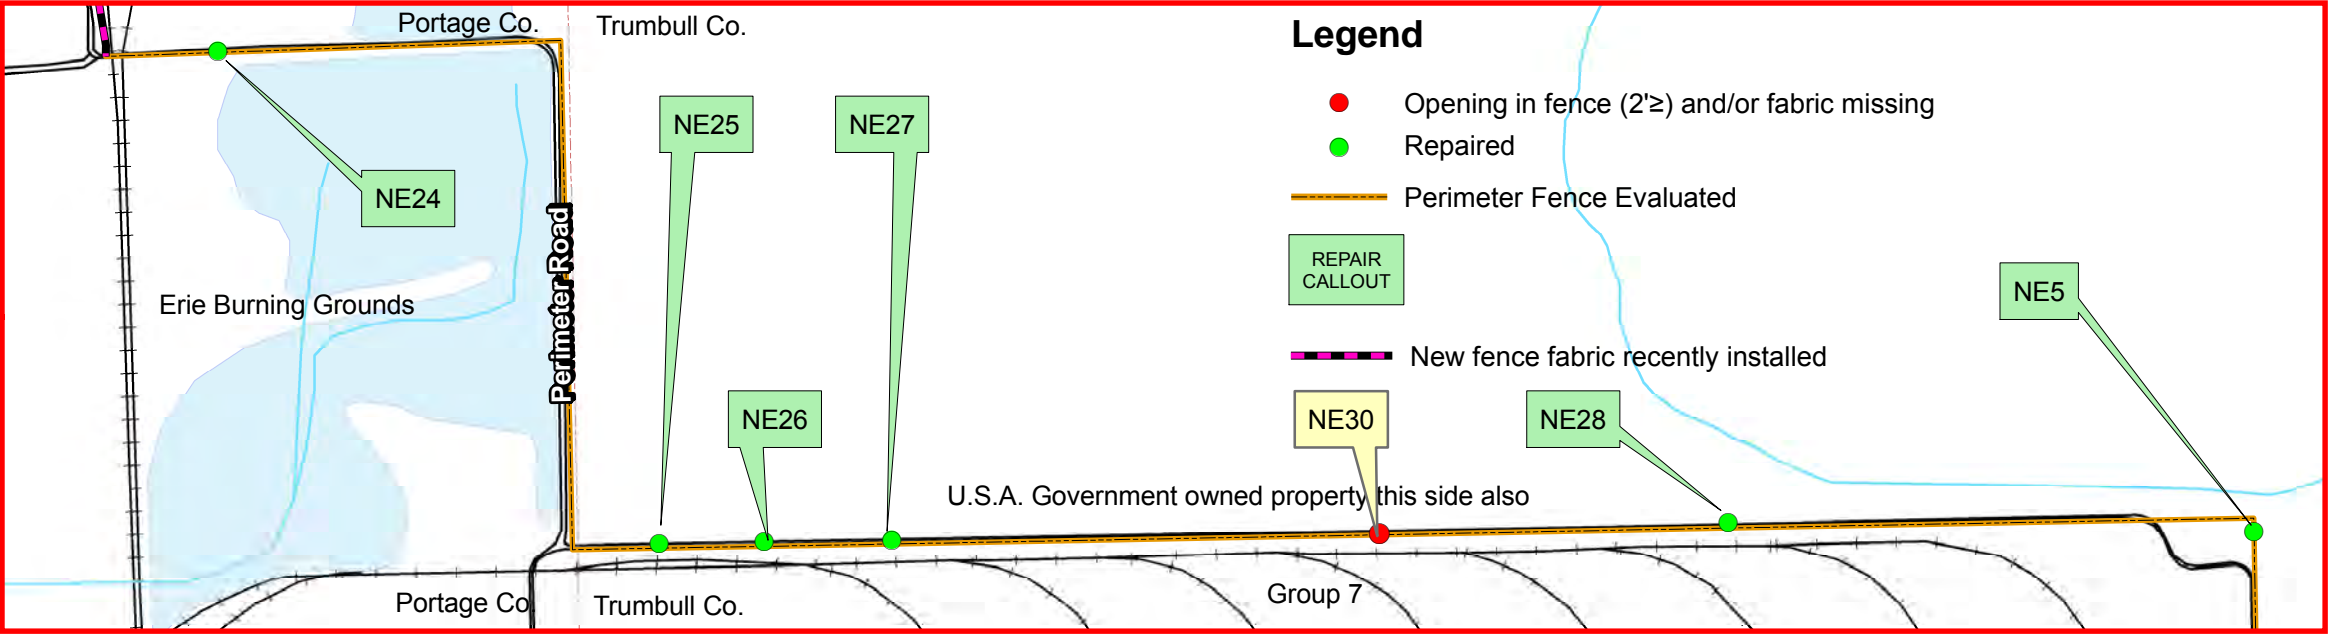 Portage Co.
Trumbull Co.
Legend
Opening in fence (2'≥) and/or fabric missing
Repaired
Perimeter Fence Evaluated
REPAIR
CALLOUT
New fence fabric recently installed
NE25
NE27
NE24
Perimeter Road
Erie Burning Grounds
NE5
NE26
NE30
NE28
U.S.A. Government owned property this side also
Group 7
Portage Co.
Trumbull Co.